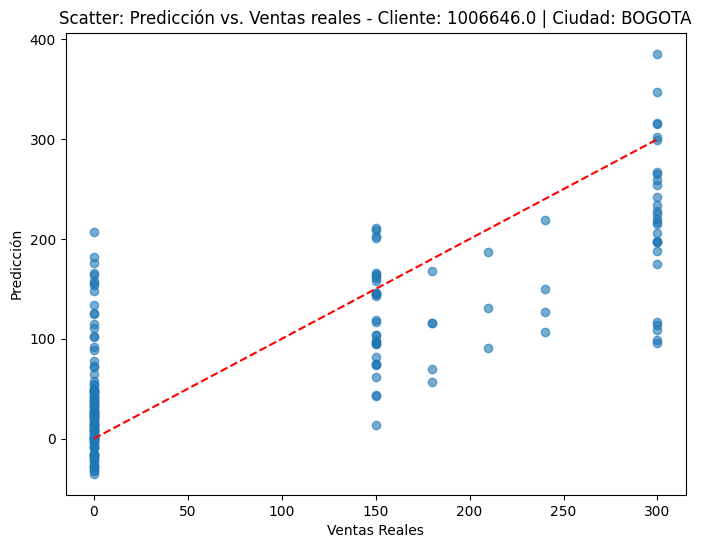 Scatter: Predicción vs. Ventas reales - Cliente: 1006646.0 | Ciudad: BOGOTA
400
300
200
100
0
Predicción
0 50 100 150 200 250 300
Ventas Reales